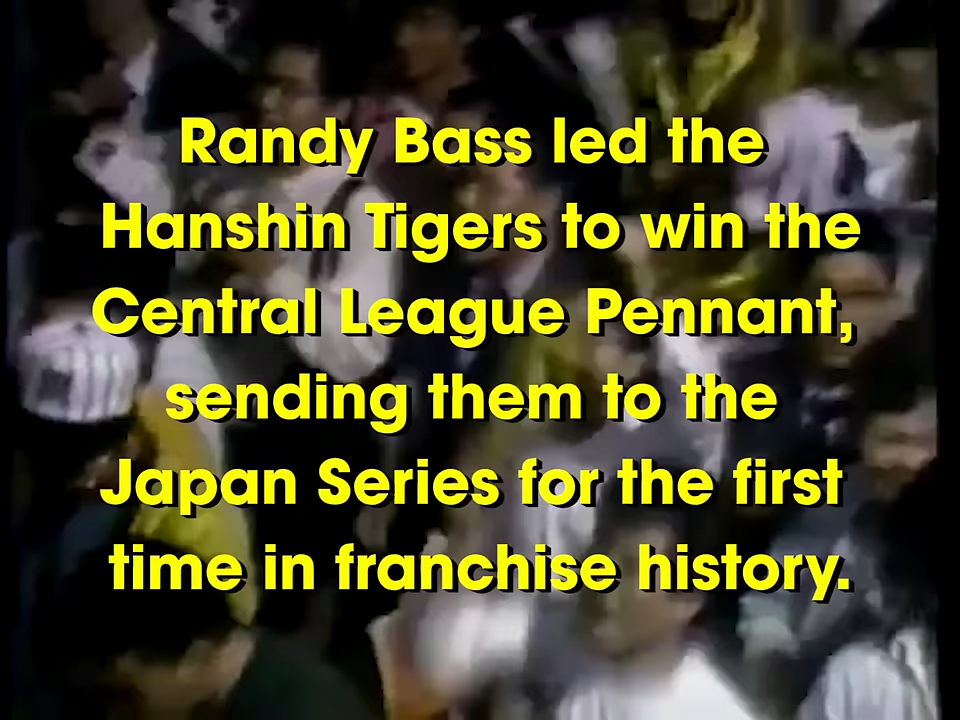 Randy Bass led the
Hanshin Tigers to win the
Central League Pennant,
sending them to the
Japan Series for the first
time in franchise history.